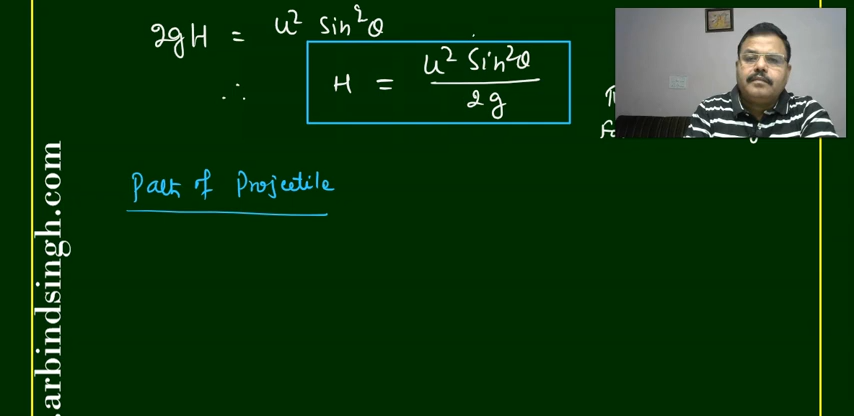 2gH = u² Sin²θ
∴ H = u² Sin²θ / 2g
Path of Projectile
.arbindsingh.com